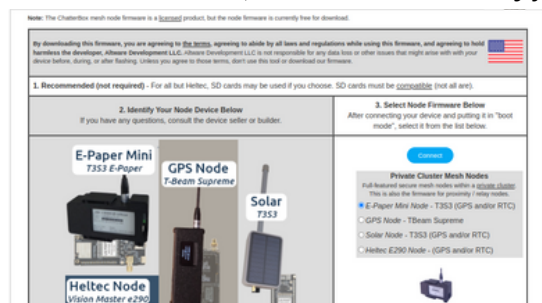 Note: The ChatterBox mesh node firmware is a licensed product, but the node firmware is currently free for download.
By downloading this firmware, you are agreeing to the terms, agreeing to abide by all laws and regulations while using this firmware, and agreeing to hold
harmless the developer, Altware Development LLC. Altware Development LLC is not responsible for any data loss or other issues that might arise with with your
device before, during, or after flashing. Unless you agree to those terms, don't use this tool or download our firmware.
1. Recommended (not required) - For all but Heltec, SD cards may be used if you choose. SD cards must be compatible (not all are).
2. Identify Your Node Device Below
If you have any questions, consult the device seller or builder.
E-Paper Mini
T3S3 E-Paper
GPS Node
T-Beam Supreme
Solar
T3S3
Heltec Node
Vision Master e290
3. Select Node Firmware Below
After connecting your device and putting it in "boot
mode", select it from the list below.
Connect
Private Cluster Mesh Nodes
Full-featured secure mesh nodes within a private cluster.
This is also the firmware for proximity / relay nodes.
E-Paper Mini Node - T3S3 (GPS and/or RTC)
GPS Node - TBeam Supreme
Solar Node - T3S3 (GPS and/or RTC)
Heltec E290 Node - (GPS and/or RTC)